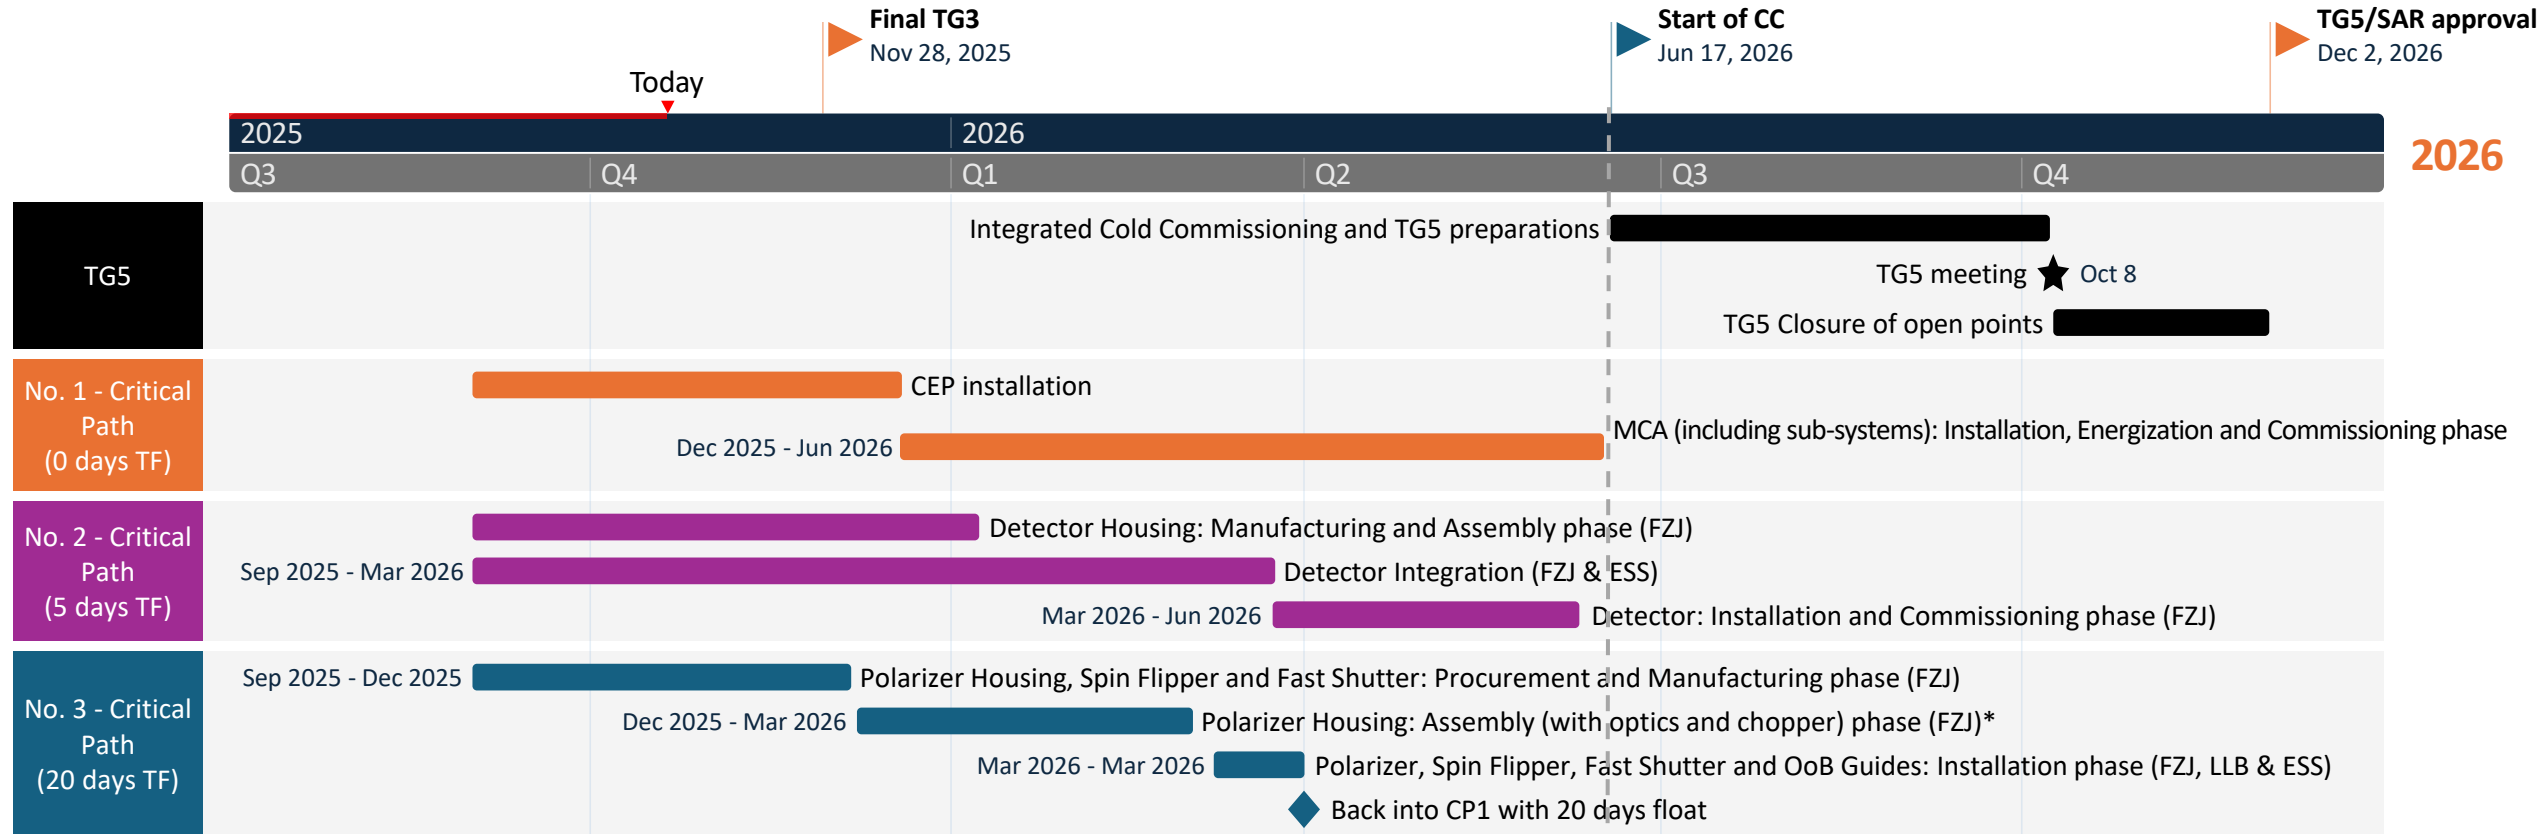 Final TG3
Nov 28, 2025
Start of CC
Jun 17, 2026
TG5/SAR approval
Dec 2, 2026
Today
2025
2026
2026
Q3
Q4
Q1
Q2
Q3
Q4
TG5
Integrated Cold Commissioning and TG5 preparations
TG5 meeting
Oct 8
TG5 Closure of open points
No. 1 - Critical
Path
(0 days TF)
CEP installation
Dec 2025 - Jun 2026
MCA (including sub-systems): Installation, Energization and Commissioning phase
No. 2 - Critical
Path
(5 days TF)
Detector Housing: Manufacturing and Assembly phase (FZJ)
Sep 2025 - Mar 2026
Detector Integration (FZJ & ESS)
Mar 2026 - Jun 2026
Detector: Installation and Commissioning phase (FZJ)
No. 3 - Critical
Path
(20 days TF)
Sep 2025 - Dec 2025
Polarizer Housing, Spin Flipper and Fast Shutter: Procurement and Manufacturing phase (FZJ)
Dec 2025 - Mar 2026
Polarizer Housing: Assembly (with optics and chopper) phase (FZJ)*
Mar 2026 - Mar 2026
Polarizer, Spin Flipper, Fast Shutter and OoB Guides: Installation phase (FZJ, LLB & ESS)
Back into CP1 with 20 days float